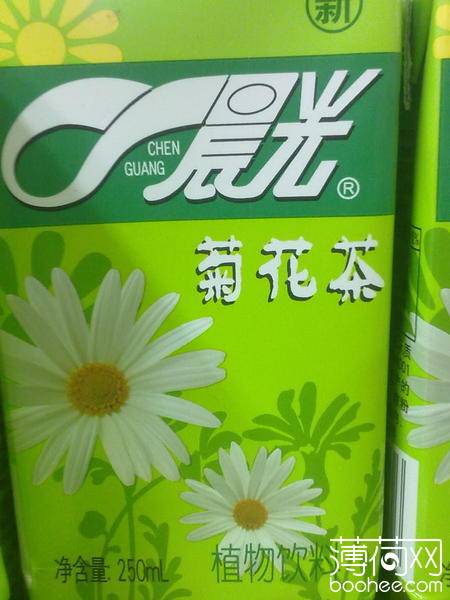 新
晨光
CHEN
GUANG
®
菊花茶
净含量: 250mL
植物饮料
薄荷网
boohee.com